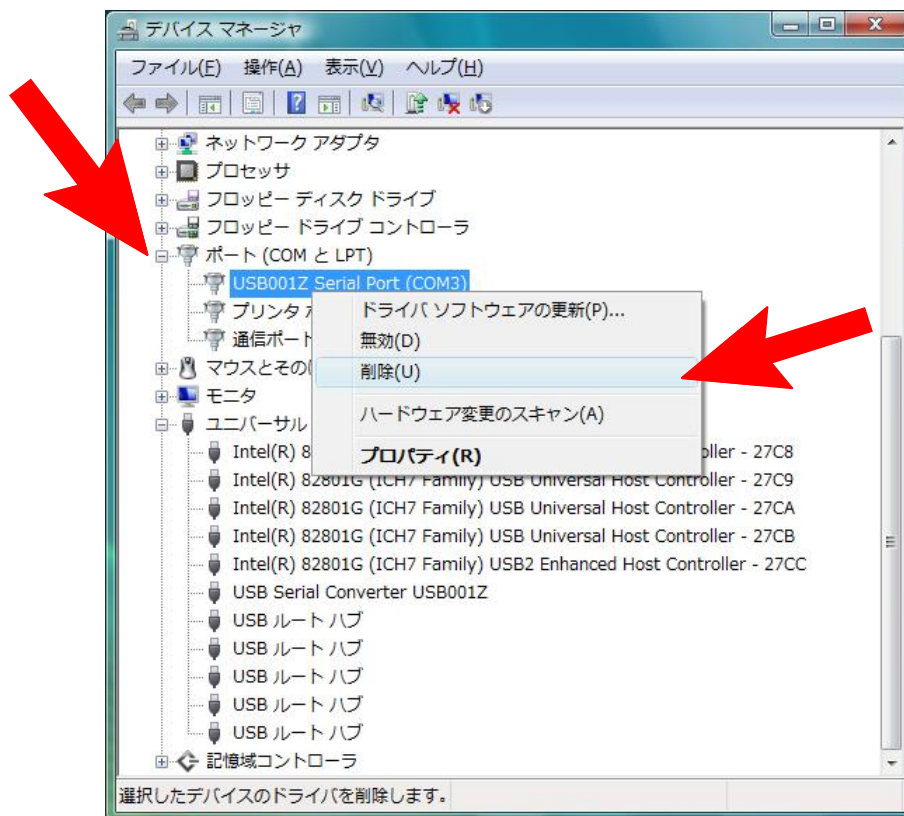 デバイス マネージャ
ファイル(F) 操作(A) 表示(V) ヘルプ(H)
ネットワーク アダプタ
プロセッサ
フロッピー ディスク ドライブ
フロッピー ドライブ コントローラ
ポート (COM と LPT)
USB001Z Serial Port (COM3)
プリンタ
通信ポート
マウスとその
モニタ
ユニバーサル
ドライバ ソフトウェアの更新(P)...
無効(D)
削除(U)
ハードウェア変更のスキャン(A)
プロパティ(R)
Intel(R) 8 oller - 27C8
Intel(R) 82801G (ICH7 Family) USB Universal Host Controller - 27C9
Intel(R) 82801G (ICH7 Family) USB Universal Host Controller - 27CA
Intel(R) 82801G (ICH7 Family) USB Universal Host Controller - 27CB
Intel(R) 82801G (ICH7 Family) USB2 Enhanced Host Controller - 27CC
USB Serial Converter USB001Z
USB ルート ハブ
USB ルート ハブ
USB ルート ハブ
USB ルート ハブ
USB ルート ハブ
記憶域コントローラ
選択したデバイスのドライバを削除します。